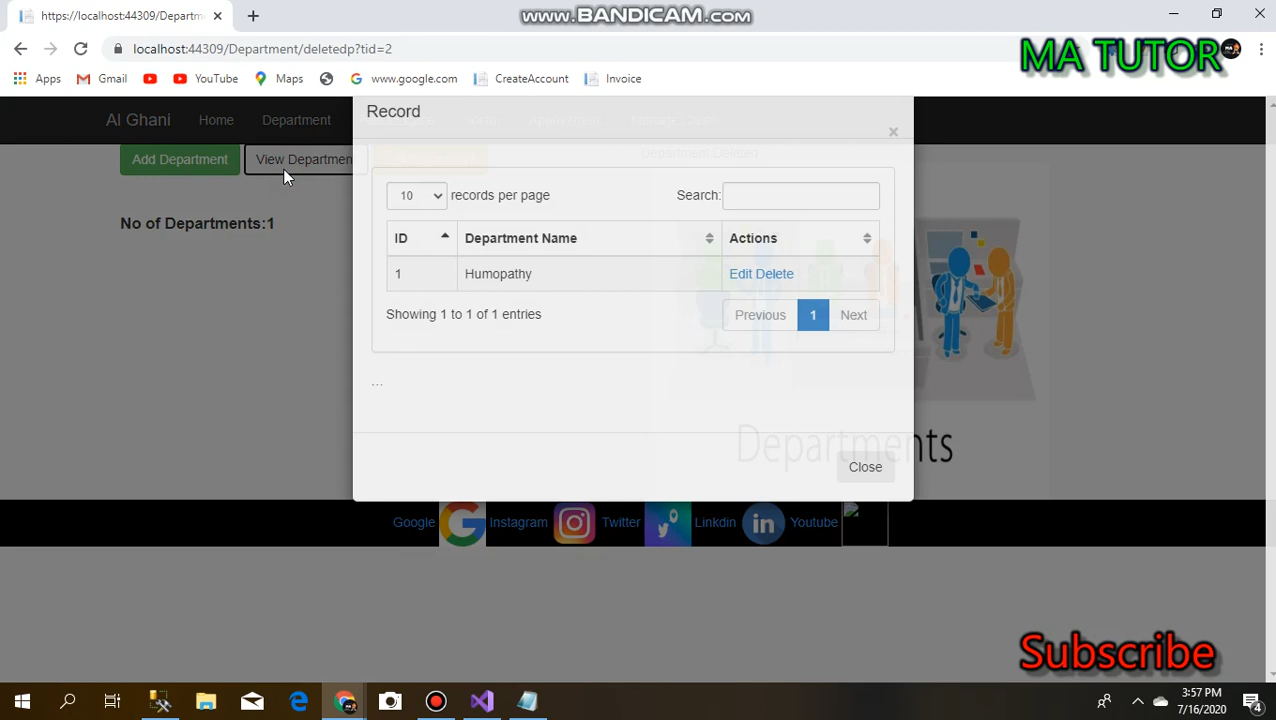 www.BANDICAM.com
https://localhost:44309/Departm
localhost:44309/Department/deletedp?tid=2
MA TUTOR
Apps Gmail YouTube Maps www.google.com CreateAccount Invoice
Al Ghani Home Department
Record
×
Add Department View Departmen
Department Deleted
No of Departments:1
10 records per page Search:
ID Department Name Actions
1 Humopathy Edit Delete
Showing 1 to 1 of 1 entries Previous 1 Next
...
Departments
Close
Google Instagram Twitter Linkdin Youtube
Subscribe
3:57 PM
7/16/2020
4